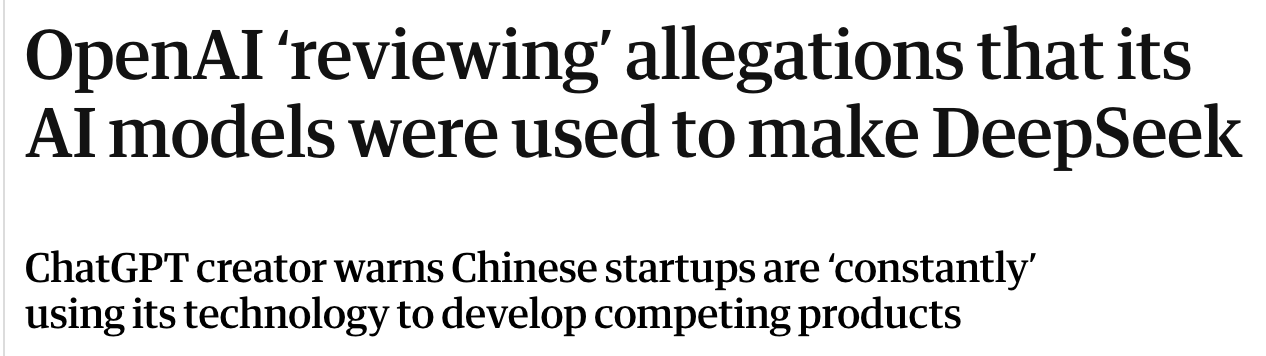 OpenAI ‘reviewing’ allegations that its
AI models were used to make DeepSeek
ChatGPT creator warns Chinese startups are ‘constantly’
using its technology to develop competing products